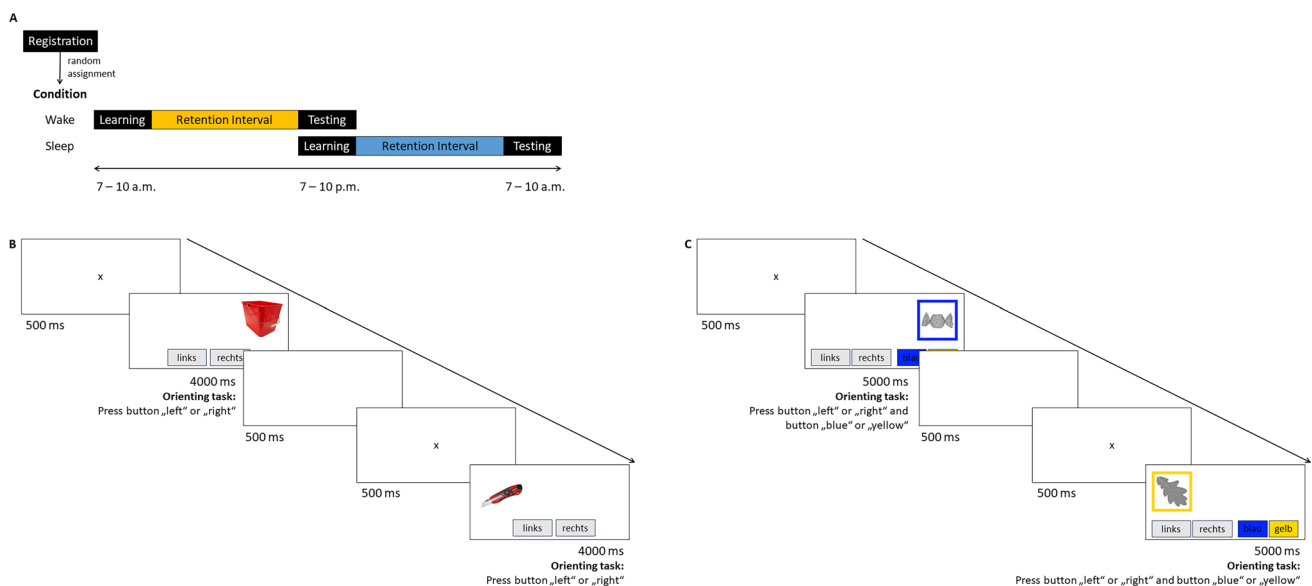 A
Registration
random
assignment
Condition
Wake
Learning
Retention Interval
Testing
Sleep
Learning
Retention Interval
Testing
7 – 10 a.m.
7 – 10 p.m.
7 – 10 a.m.
B
x
500 ms
links
rechts
4000 ms
Orienting task:
Press button „left“ or „right“
500 ms
x
500 ms
links
rechts
4000 ms
Orienting task:
Press button „left“ or „right“
C
x
500 ms
links
rechts
blau
5000 ms
Orienting task:
Press button „left“ or „right“ and
button „blue“ or „yellow“
500 ms
x
500 ms
links
rechts
blau
gelb
5000 ms
Orienting task:
Press button „left“ or „right“ and button „blue“ or „yellow“